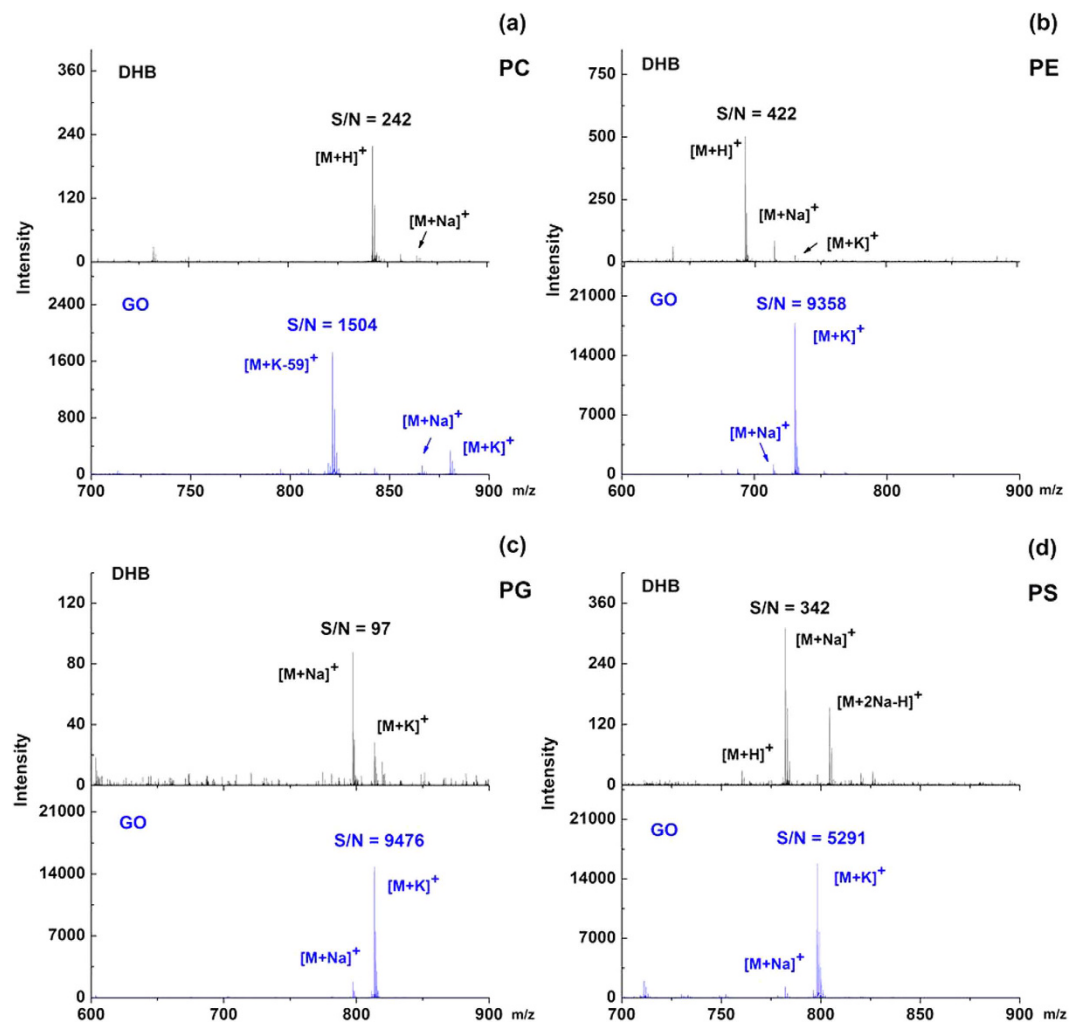 (a)
PC
DHB
360
240
120
0
S/N = 242
[M+H]+
[M+Na]+
Intensity
GO
2400
1600
800
0
S/N = 1504
[M+K-59]+
[M+Na]+
[M+K]+
700 750 800 850 900 m/z
(b)
PE
DHB
750
500
250
0
S/N = 422
[M+H]+
[M+Na]+
[M+K]+
Intensity
GO
21000
14000
7000
0
S/N = 9358
[M+K]+
[M+Na]+
600 700 800 900 m/z
(c)
PG
DHB
120
80
40
0
S/N = 97
[M+Na]+
[M+K]+
Intensity
GO
21000
14000
7000
0
S/N = 9476
[M+K]+
[M+Na]+
600 700 800 900 m/z
(d)
PS
DHB
360
240
120
0
S/N = 342
[M+Na]+
[M+2Na-H]+
[M+H]+
Intensity
GO
21000
14000
7000
0
S/N = 5291
[M+K]+
[M+Na]+
700 750 800 850 900 m/z